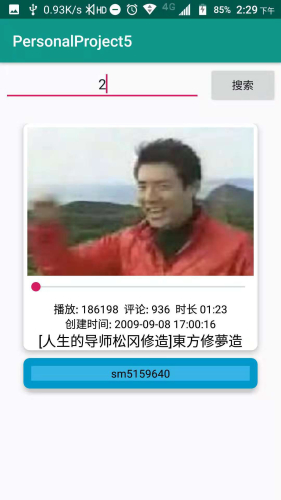 0.93K/s HD 4G 85% 2:29 下午
PersonalProject5
2 搜索
播放: 186198 评论: 936 时长 01:23
创建时间: 2009-09-08 17:00:16
[人生的导师松冈修造]東方修夢造
sm5159640